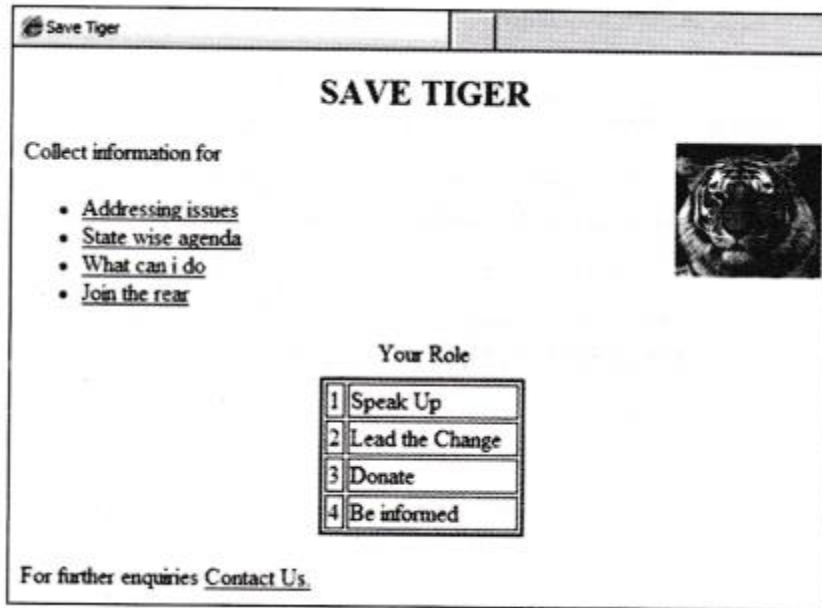 Save Tiger
SAVE TIGER
Collect information for
• Addressing issues
• State wise agenda
• What can i do
• Join the rear
Your Role
1 Speak Up
2 Lead the Change
3 Donate
4 Be informed
For further enquiries Contact Us.